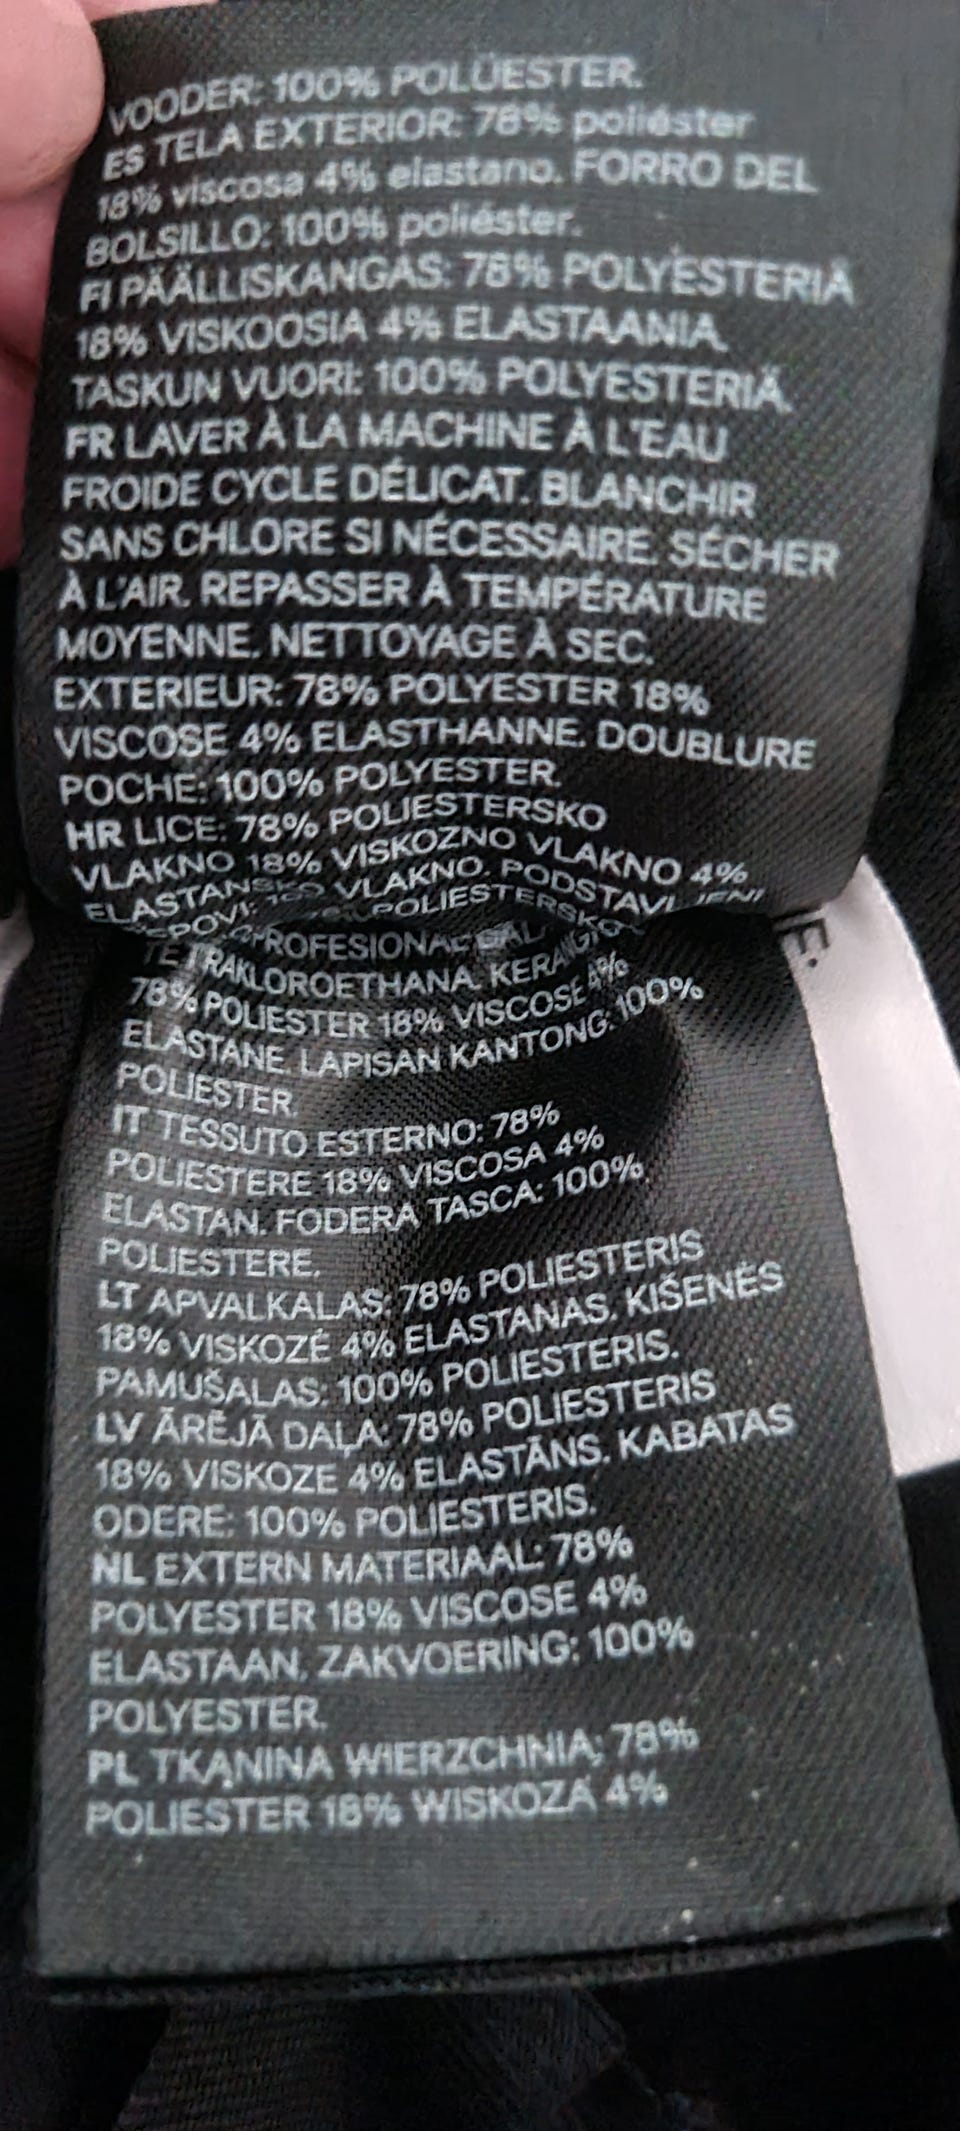 VOODER: 100% POLÜESTER.
ES TELA EXTERIOR: 78% poliéster
18% viscosa 4% elastano. FORRO DEL
BOLSILLO: 100% poliéster.
FI PÄÄLLISKANGAS: 78% POLYESTERIÄ
18% VISKOOSIA 4% ELASTAANIA.
TASKUN VUORI: 100% POLYESTERIÄ.
FR LAVER À LA MACHINE À L'EAU
FROIDE CYCLE DÉLICAT. BLANCHIR
SANS CHLORE SI NÉCESSAIRE. SÉCHER
À L'AIR. REPASSER À TEMPÉRATURE
MOYENNE. NETTOYAGE À SEC.
EXTERIEUR: 78% POLYESTER 18%
VISCOSE 4% ELASTHANNE. DOUBLURE
POCHE: 100% POLYESTER.
HR LICE: 78% POLIESTERSKO
VLAKNO 18% VISKOZNO VLAKNO 4%
ELASTANSKO VLAKNO.
TETRAKLOROETHANA.
78% POLIESTER 18% VISCOSE 4%
ELASTANE. LAPISAN KANTONG: 100%
POLIESTER.
IT TESSUTO ESTERNO: 78%
POLIESTERE 18% VISCOSA 4%
ELASTAN. FODERA TASCA: 100%
POLIESTERE.
LT APVALKALAS: 78% POLIESTERIS
18% VISKOZĖ 4% ELASTANAS. KIŠENĖS
PAMUŠALAS: 100% POLIESTERIS.
LV ĀRĒJĀ DAĻA: 78% POLIESTERIS
18% VISKOZE 4% ELASTĀNS. KABATAS
ODERE: 100% POLIESTERIS.
NL EXTERN MATERIAAL: 78%
POLYESTER 18% VISCOSE 4%
ELASTAAN. ZAKVOERING: 100%
POLYESTER.
PL TKANINA WIERZCHNIA: 78%
POLIESTER 18% WISKOZA 4%